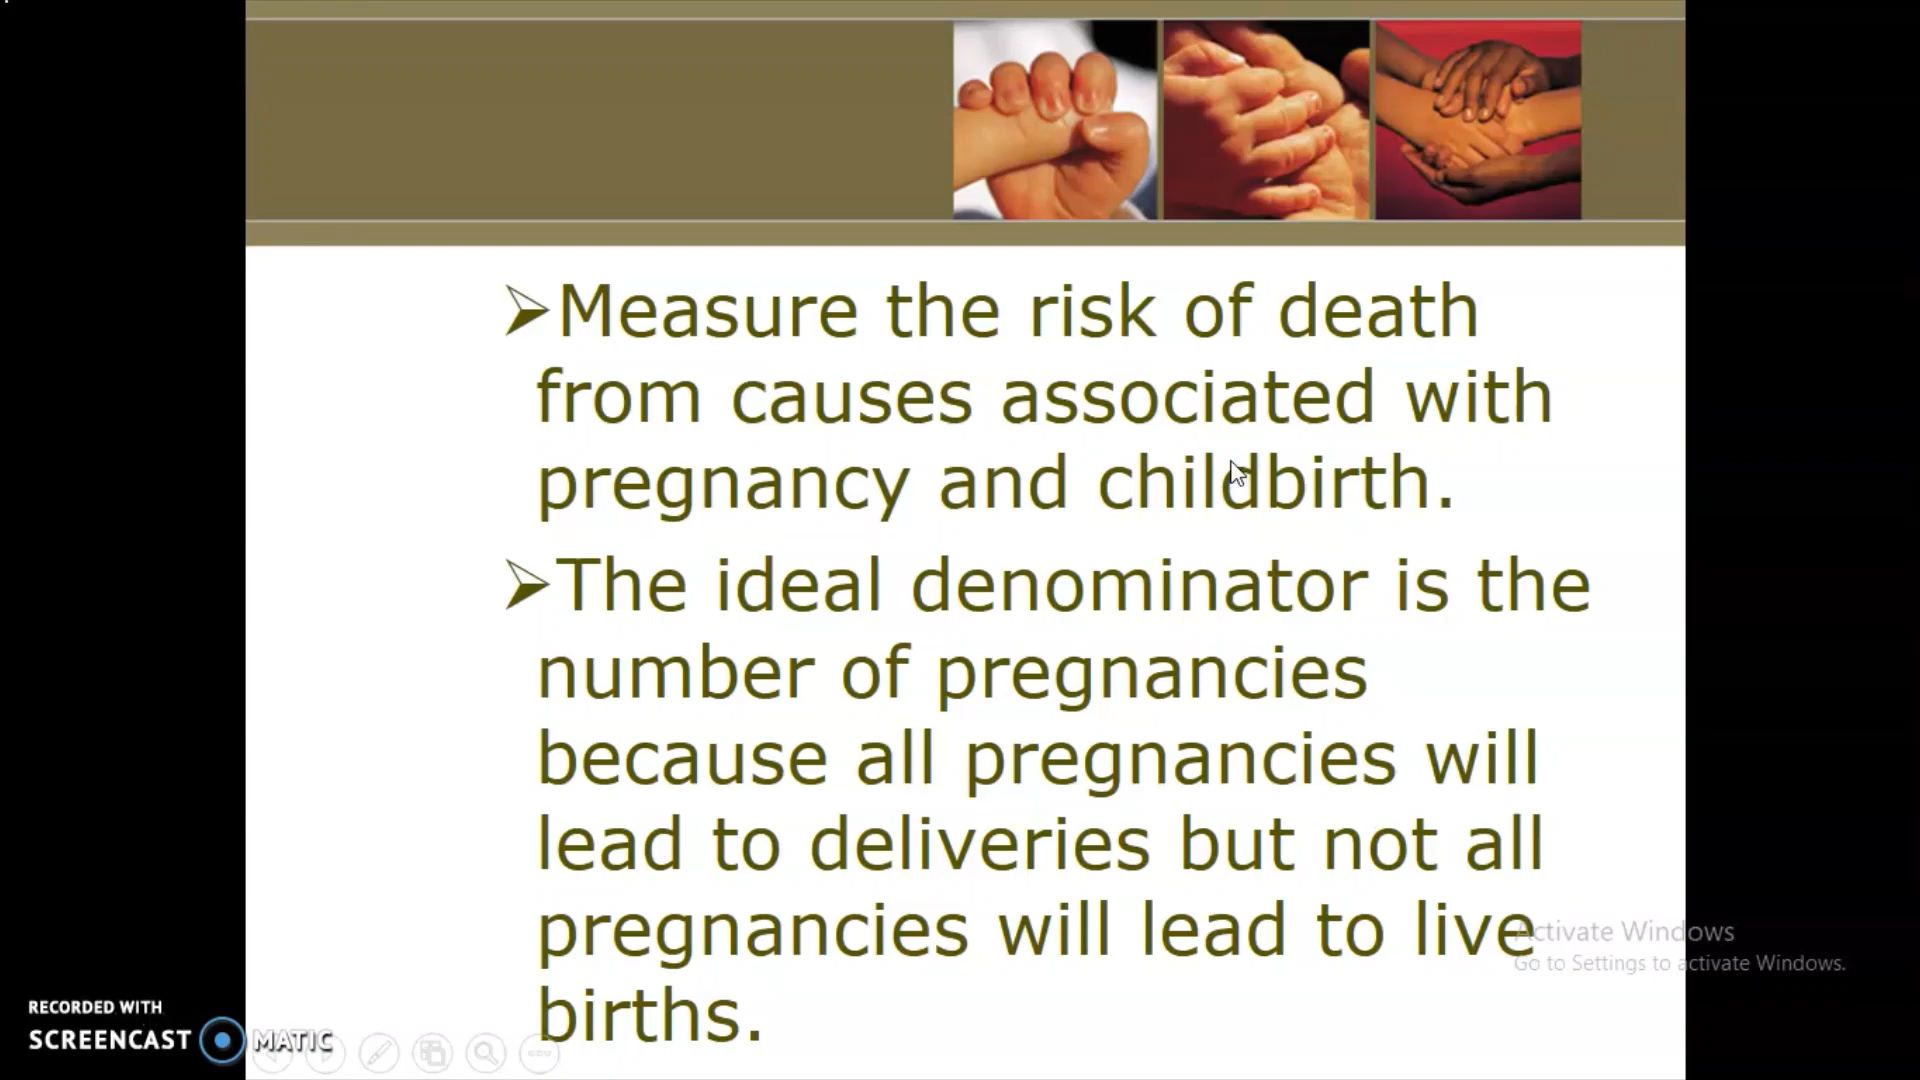 ➢Measure the risk of death
from causes associated with
pregnancy and childbirth.
➢The ideal denominator is the
number of pregnancies
because all pregnancies will
lead to deliveries but not all
pregnancies will lead to live
births.
Activate Windows
Go to Settings to activate Windows.
RECORDED WITH
SCREENCAST MATIC